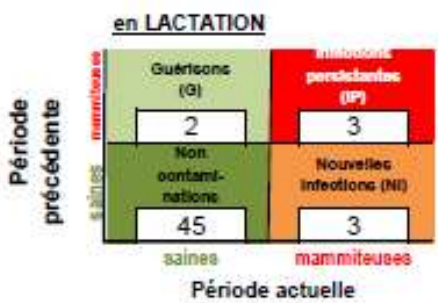 en LACTATION
Guérisons
(G)
2
Infections
persistantes
(IP)
3
Non
contami-
nations
45
Nouvelles
Infections (NI)
3
mammiteuses
saines
Période
précédente
saines
mammiteuses
Période actuelle